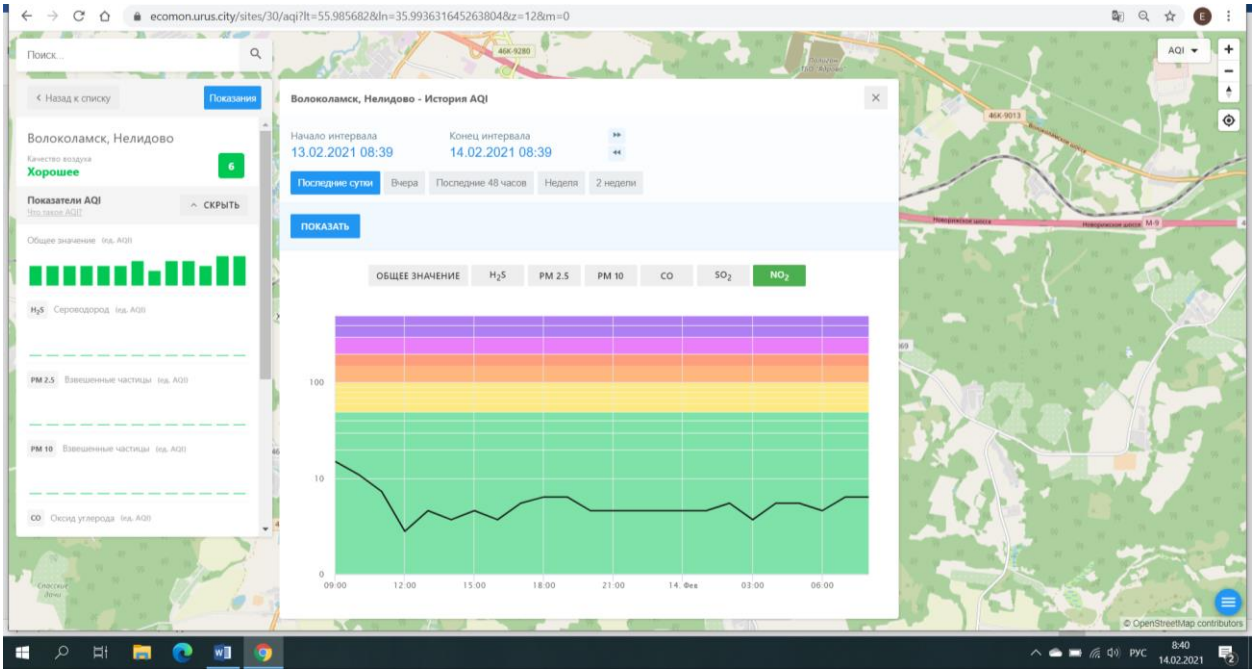 ecomon.urus.city/sites/30/aqi?lt=55.985682&ln=35.993631645263804&z=12&m=0
E
Поиск...
46К-9280
AQI
+
−
< Назад к списку
Показания
Волоколамск, Нелидово - История AQI
×
46К-9013
Волоколамское шоссе
Волоколамск, Нелидово
Качество воздуха
Хорошее
6
Начало интервала
Конец интервала
13.02.2021 08:39
14.02.2021 08:39
Последние сутки
Вчера
Последние 48 часов
Неделя
2 недели
Показатели AQI
Что такое AQI?
СКРЫТЬ
ПОКАЗАТЬ
Новорижское шоссе
Новорижское шоссе
М-9
Общее значение (ед. AQI)
ОБЩЕЕ ЗНАЧЕНИЕ
H2S
PM 2.5
PM 10
CO
SO2
NO2
H2S Сероводород (ед. AQI)
PM 2.5 Взвешенные частицы (ед. AQI)
PM 10 Взвешенные частицы (ед. AQI)
CO Оксид углерода (ед. AQI)
100
10
0
09:00
12:00
15:00
18:00
21:00
14. Фев
03:00
06:00
© OpenStreetMap contributors
РУС
8:40
14.02.2021
2